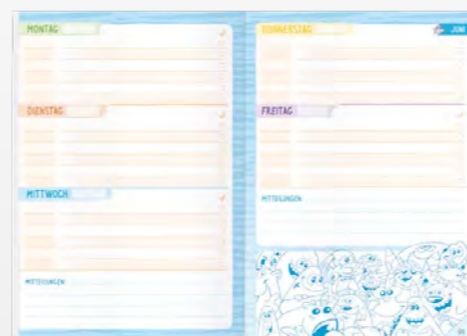 MONTAG
DIENSTAG
MITTWOCH
MITTEILUNGEN
DONNERSTAG
JUNI
FREITAG
MITTEILUNGEN